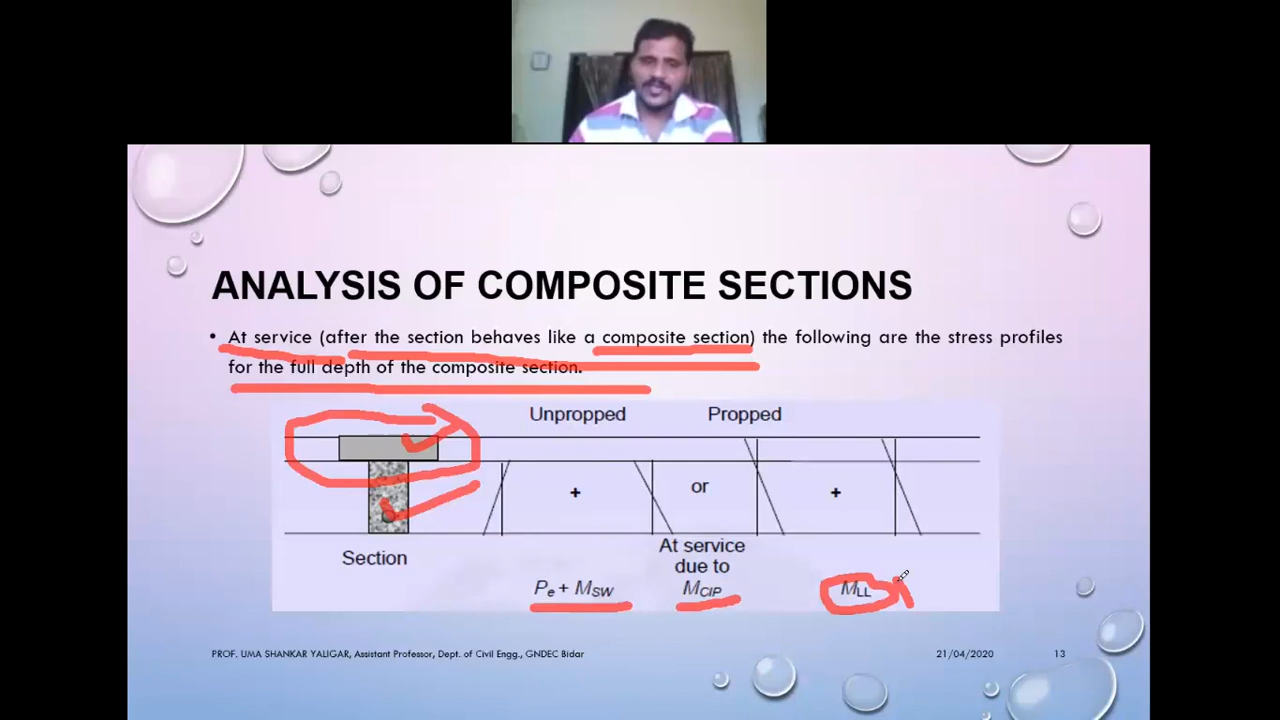 ANALYSIS OF COMPOSITE SECTIONS
• At service (after the section behaves like a composite section) the following are the stress profiles
for the full depth of the composite section.
Unpropped Propped
+ or +
Section
At service
due to
Pe + MSW MCIP MLL
PROF. UMA SHANKAR YALIGAR, Assistant Professor, Dept. of Civil Engg., GNDEC Bidar 21/04/2020 13